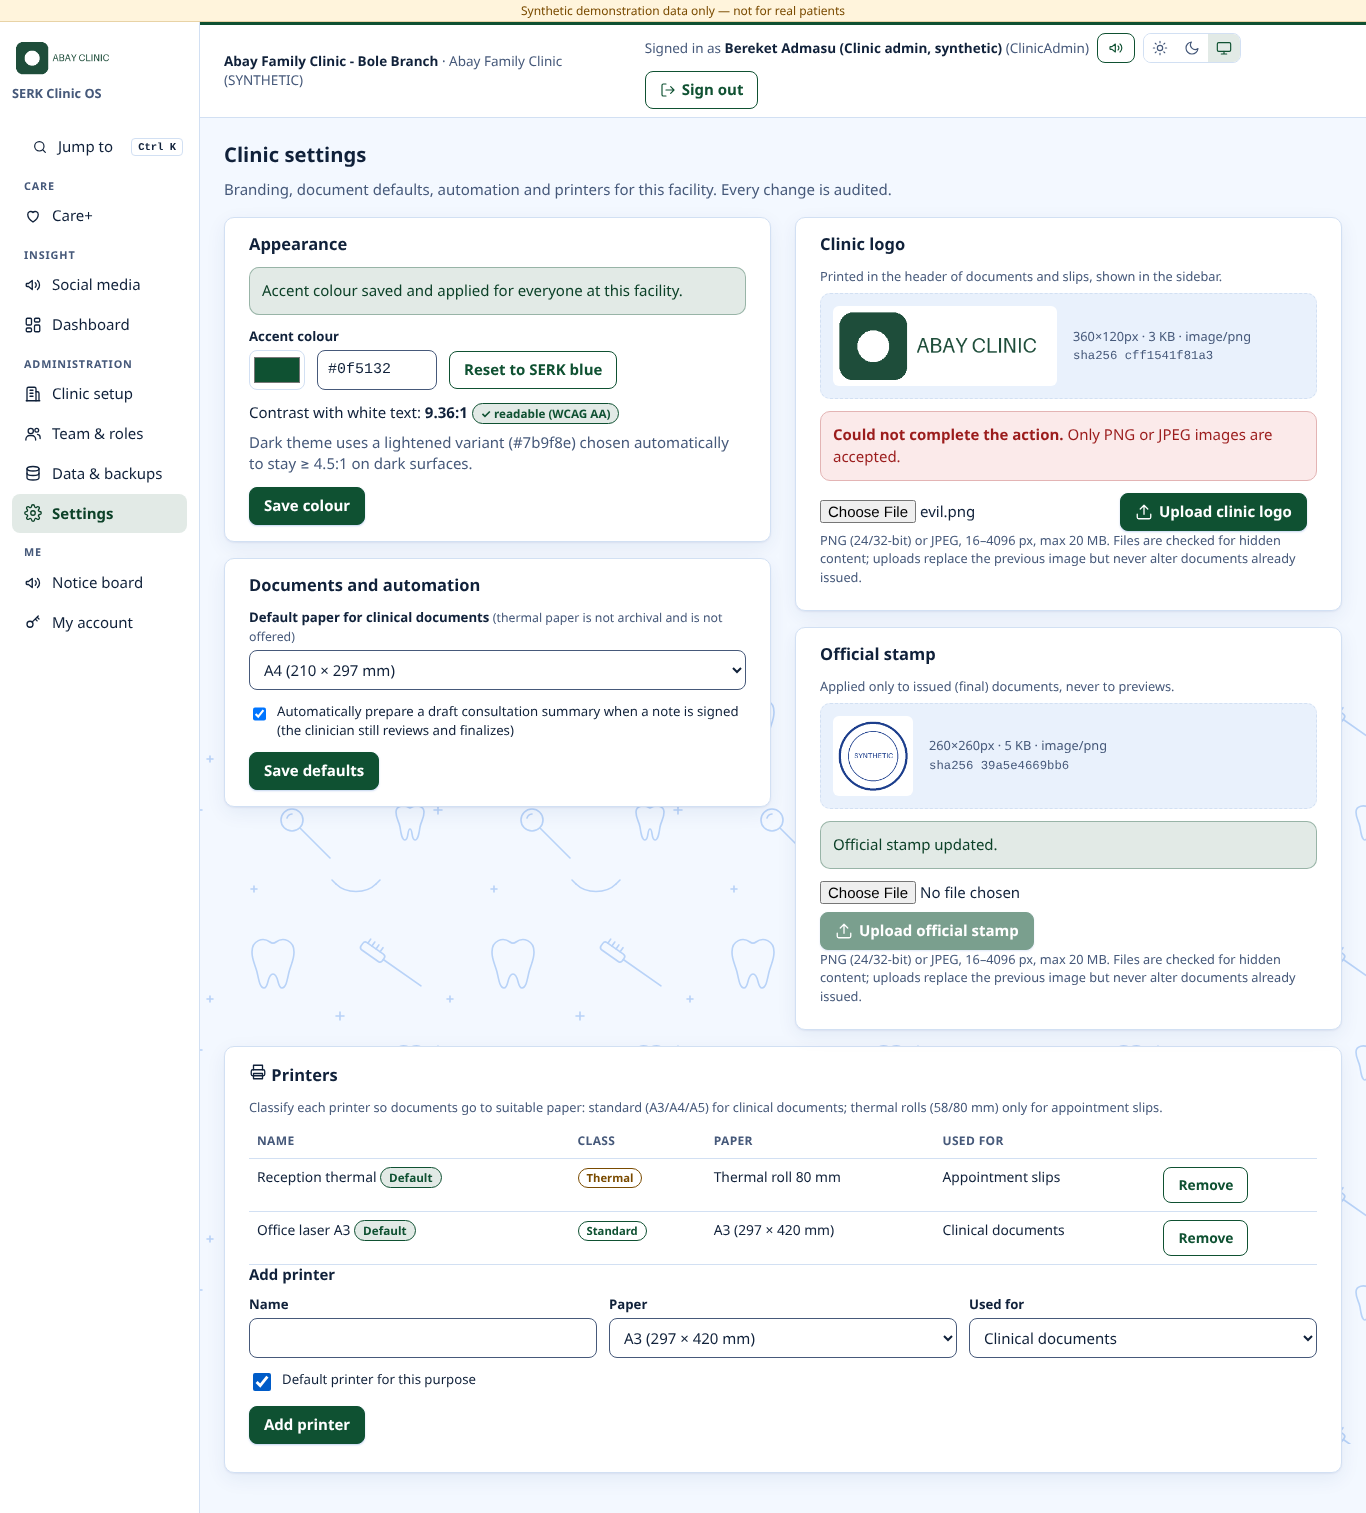 Synthetic demonstration data only — not for real patients
ABAY CLINIC
SERK Clinic OS
Jump to Ctrl K
CARE
Care+
INSIGHT
Social media
Dashboard
ADMINISTRATION
Clinic setup
Team & roles
Data & backups
Settings
ME
Notice board
My account
Abay Family Clinic - Bole Branch · Abay Family Clinic
(SYNTHETIC)
Signed in as Bereket Admasu (Clinic admin, synthetic) (ClinicAdmin)
Sign out
Clinic settings
Branding, document defaults, automation and printers for this facility. Every change is audited.
Appearance
Accent colour saved and applied for everyone at this facility.
Accent colour
#0f5132
Reset to SERK blue
Contrast with white text: 9.36:1 ✓ readable (WCAG AA)
Dark theme uses a lightened variant (#7b9f8e) chosen automatically
to stay ≥ 4.5:1 on dark surfaces.
Save colour
Documents and automation
Default paper for clinical documents (thermal paper is not archival and is not
offered)
A4 (210 × 297 mm)
Automatically prepare a draft consultation summary when a note is signed
(the clinician still reviews and finalizes)
Save defaults
Clinic logo
Printed in the header of documents and slips, shown in the sidebar.
ABAY CLINIC
360×120px · 3 KB · image/png
sha256 cff1541f81a3
Could not complete the action. Only PNG or JPEG images are
accepted.
Choose File evil.png
Upload clinic logo
PNG (24/32-bit) or JPEG, 16–4096 px, max 20 MB. Files are checked for hidden
content; uploads replace the previous image but never alter documents already
issued.
Official stamp
Applied only to issued (final) documents, never to previews.
SYNTHETIC
260×260px · 5 KB · image/png
sha256 39a5e4669bb6
Official stamp updated.
Choose File No file chosen
Upload official stamp
PNG (24/32-bit) or JPEG, 16–4096 px, max 20 MB. Files are checked for hidden
content; uploads replace the previous image but never alter documents already
issued.
Printers
Classify each printer so documents go to suitable paper: standard (A3/A4/A5) for clinical documents; thermal rolls (58/80 mm) only for appointment slips.
NAME CLASS PAPER USED FOR
Reception thermal Default Thermal Thermal roll 80 mm Appointment slips Remove
Office laser A3 Default Standard A3 (297 × 420 mm) Clinical documents Remove
Add printer
Name Paper Used for
A3 (297 × 420 mm) Clinical documents
Default printer for this purpose
Add printer